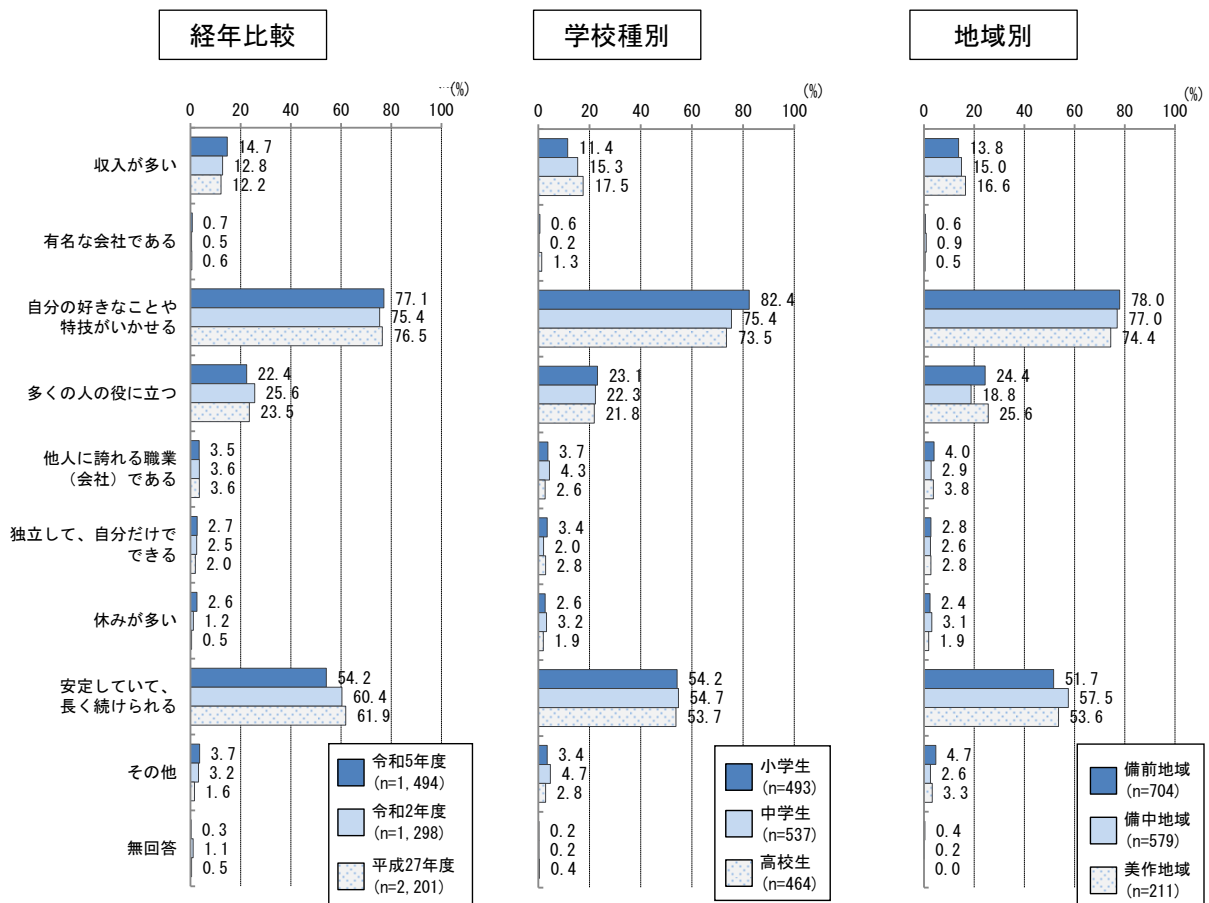 経年比較
学校種別
地域別
(%)
(%)
(%)
0 20 40 60 80 100
0 20 40 60 80 100
0 20 40 60 80 100
収入が多い
14.7
12.8
12.2
11.4
15.3
17.5
13.8
15.0
16.6
有名な会社である
0.7
0.5
0.6
0.6
0.2
1.3
0.6
0.9
0.5
自分の好きなことや
特技がいかせる
77.1
75.4
76.5
82.4
75.4
73.5
78.0
77.0
74.4
多くの人の役に立つ
22.4
25.6
23.5
23.1
22.3
21.8
24.4
18.8
25.6
他人に誇れる職業
（会社）である
3.5
3.6
3.6
3.7
4.3
2.6
4.0
2.9
3.8
独立して、自分だけで
できる
2.7
2.5
2.0
3.4
2.0
2.8
2.8
2.6
2.8
休みが多い
2.6
1.2
0.5
2.6
3.2
1.9
2.4
3.1
1.9
安定していて、
長く続けられる
54.2
60.4
61.9
54.2
54.7
53.7
51.7
57.5
53.6
その他
3.7
3.2
1.6
3.4
4.7
2.8
4.7
2.6
3.3
無回答
0.3
1.1
0.5
0.2
0.2
0.4
0.4
0.2
0.0
令和5年度
(n=1,494)
令和2年度
(n=1,298)
平成27年度
(n=2,201)
小学生
(n=493)
中学生
(n=537)
高校生
(n=464)
備前地域
(n=704)
備中地域
(n=579)
美作地域
(n=211)